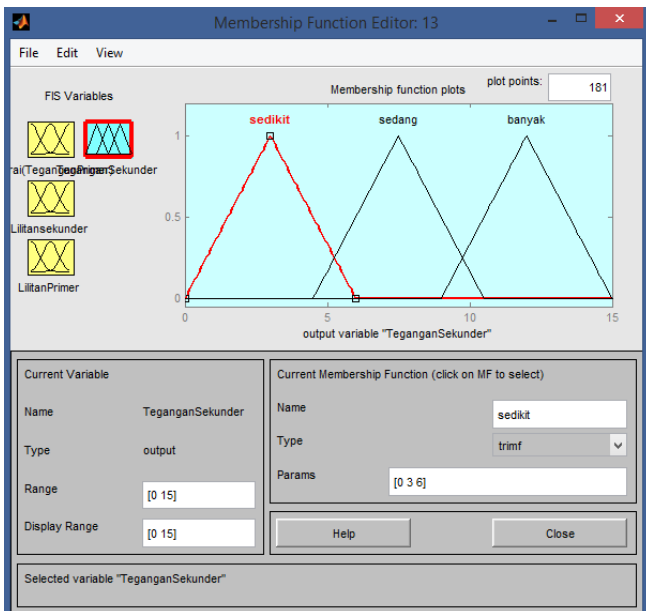 Membership Function Editor: 13
File Edit View
FIS Variables
Membership function plots
plot points:
181
sedikit
sedang
banyak
1
0.5
0
0
5
10
15
output variable "TeganganSekunder"
TeganganSekunder
Lilitansekunder
LilitanPrimer
Current Variable
Name TeganganSekunder
Type output
Range [0 15]
Display Range [0 15]
Current Membership Function (click on MF to select)
Name sedikit
Type trimf
Params [0 3 6]
Help
Close
Selected variable "TeganganSekunder"